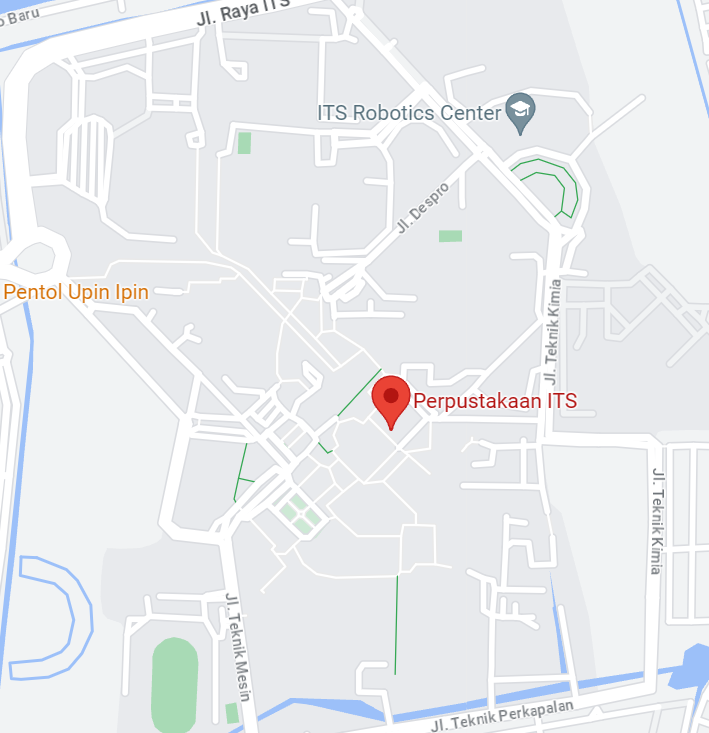 Baru
Jl. Raya ITS
ITS Robotics Center
Jl. Despro
Pentol Upin Ipin
Jl. Teknik Kimia
Perpustakaan ITS
Jl. Teknik Kimia
Jl. Teknik Mesin
Jl. Teknik Perkapalan